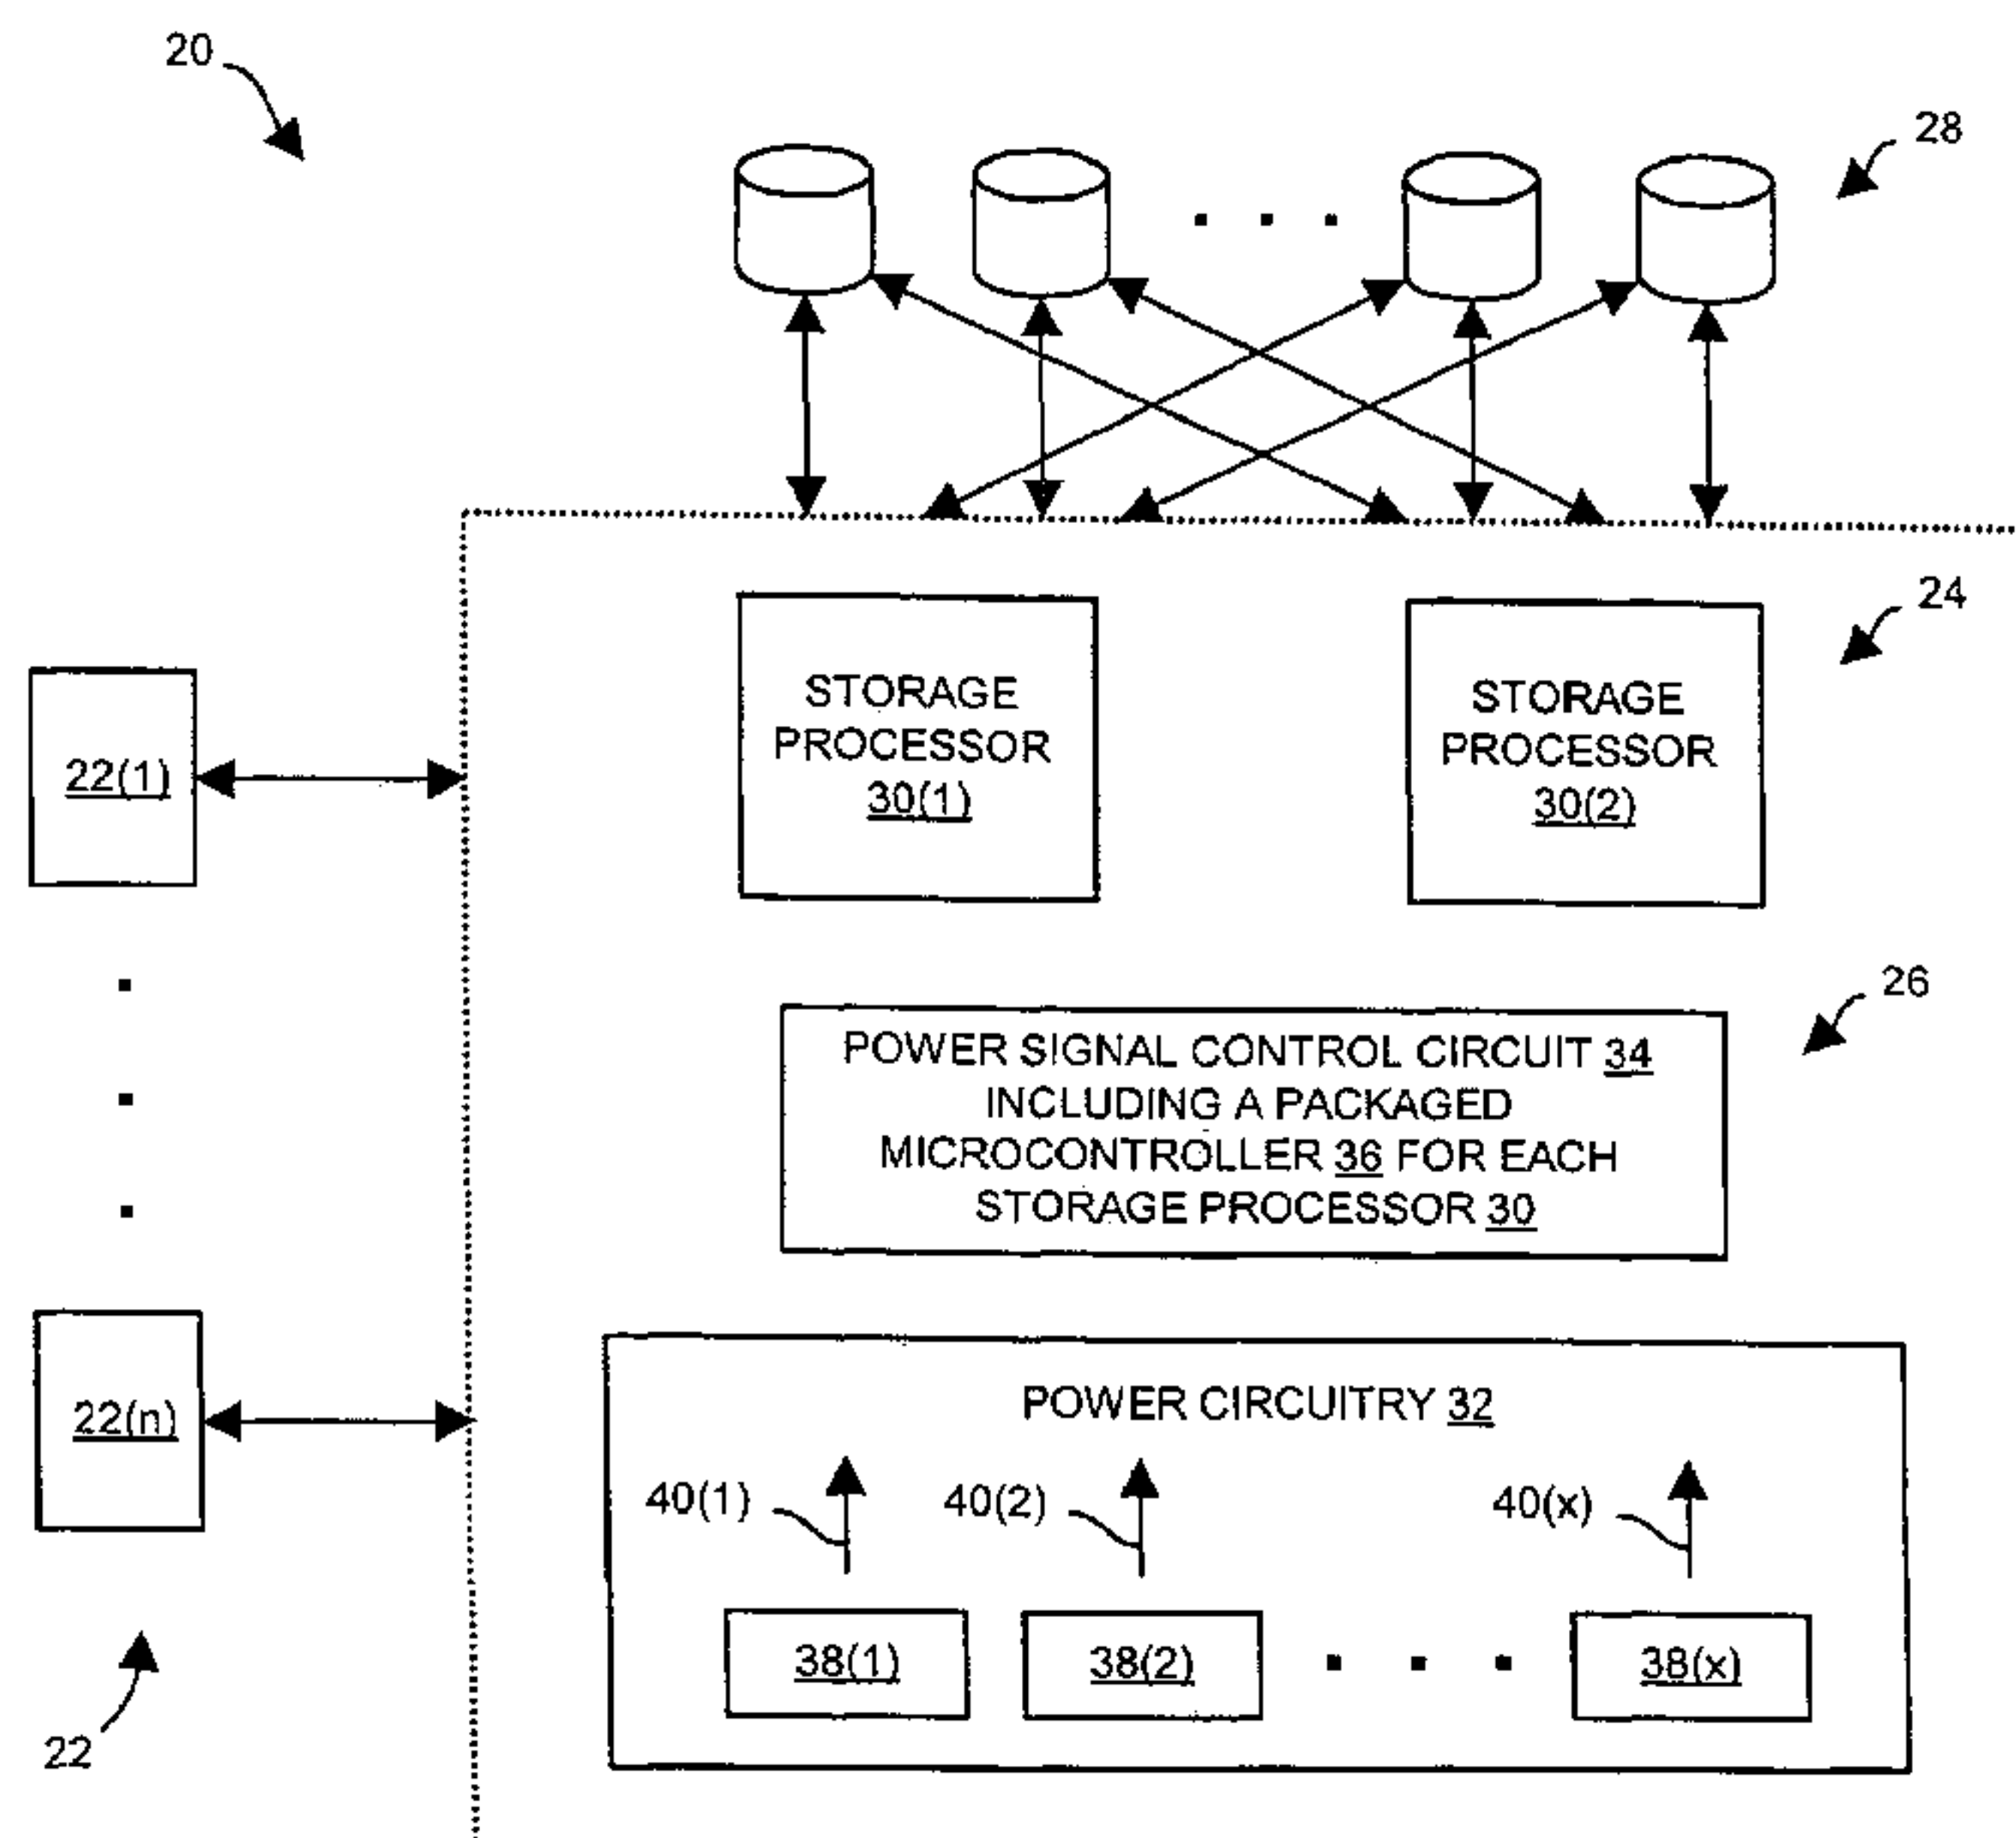 20
28
24
STORAGE
PROCESSOR
30(1)
STORAGE
PROCESSOR
30(2)
22(1)
26
POWER SIGNAL CONTROL CIRCUIT 34
INCLUDING A PACKAGED
MICROCONTROLLER 36 FOR EACH
STORAGE PROCESSOR 30
22(n)
POWER CIRCUITRY 32
40(1)
40(2)
40(x)
38(1)
38(2)
38(x)
22